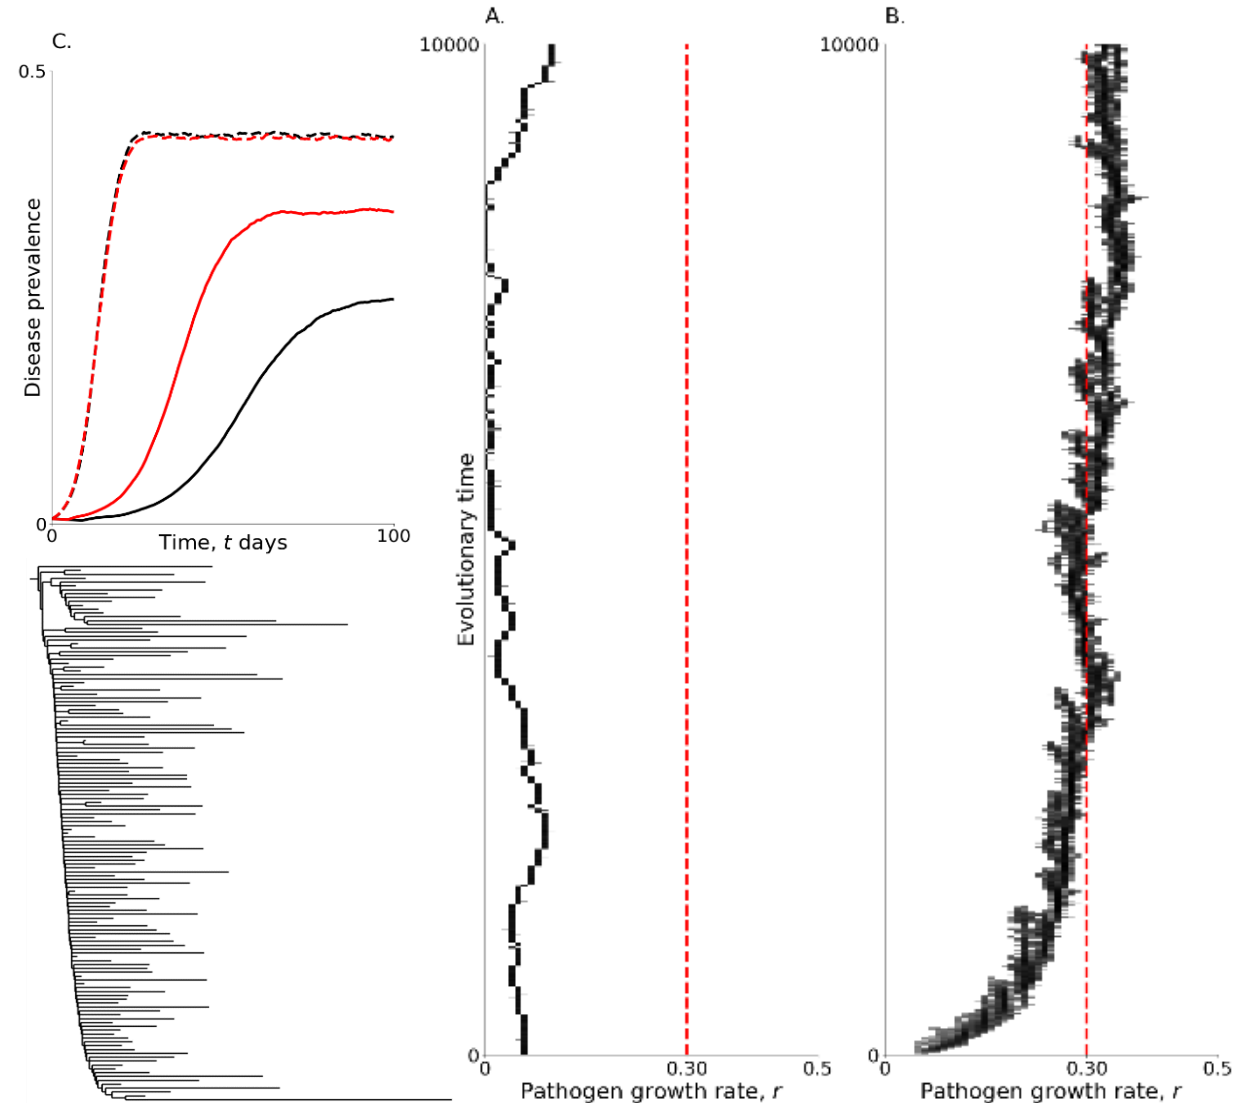 C.
0.5
Disease prevalence
0
0
100
Time, t days
A.
10000
Evolutionary time
0
0
0.30
0.5
Pathogen growth rate, r
B.
10000
0
0
0.30
0.5
Pathogen growth rate, r